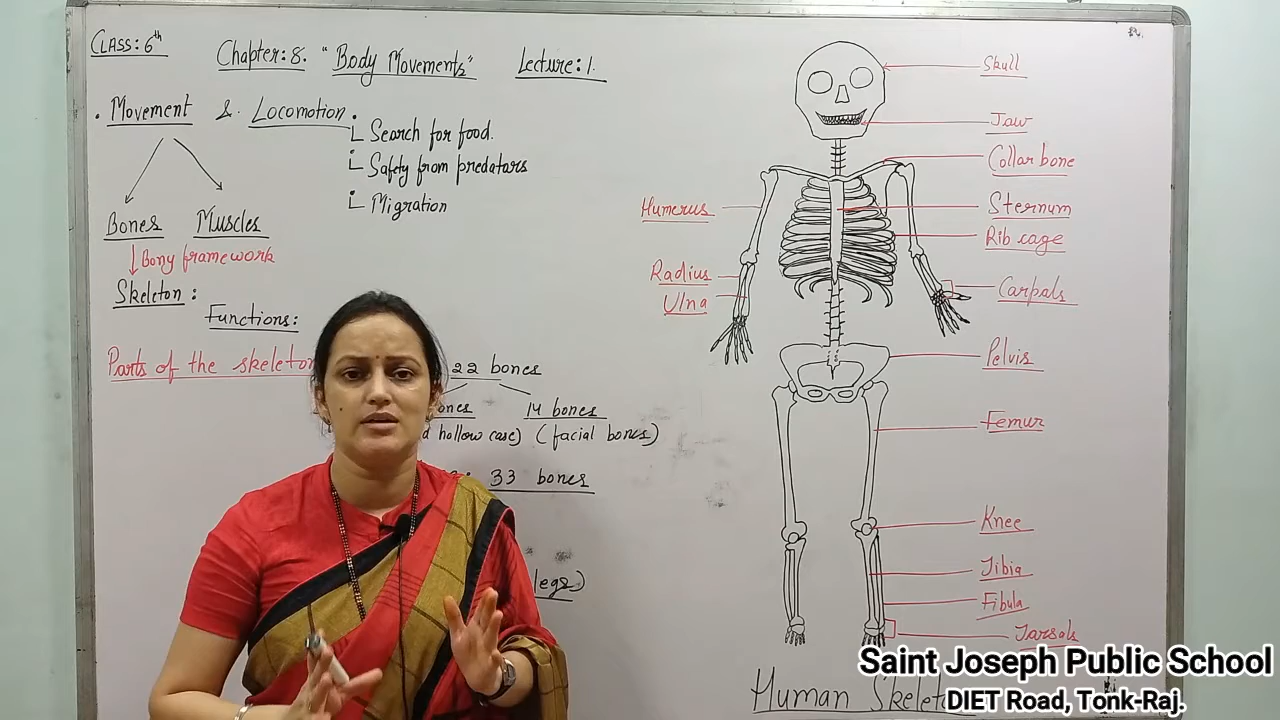 CLASS: 6th
Chapter: 8. "Body Movements" Lecture: 1.
. Movement & Locomotion.
Search for food.
Safety from predators
Migration
Bones Muscles
Bony framework
Skeleton:
Functions:
Parts of the skeleton
22 bones
14 bones
hollow case) (facial bones)
33 bones
legs)
Skull
Jaw
Collar bone
Sternum
Rib cage
Carpals
Pelvis
Femur
Knee
Tibia
Fibula
Tarsals
Humerus
Radius
Ulna
Human
Saint Joseph Public School
DIET Road, Tonk-Raj.